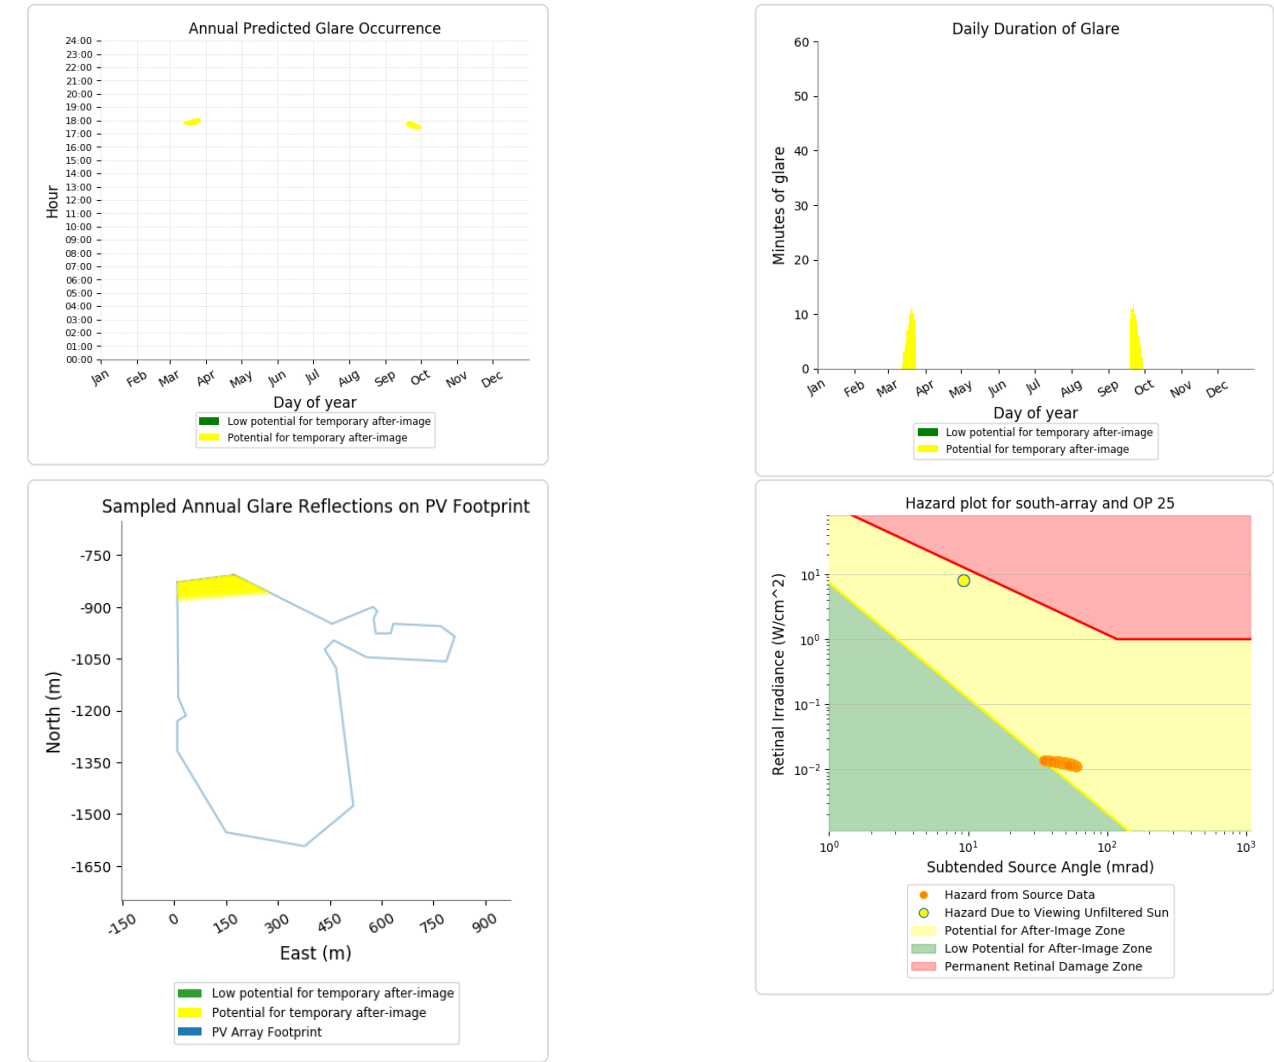 Annual Predicted Glare Occurrence
24:00
23:00
22:00
21:00
20:00
19:00
18:00
17:00
16:00
15:00
14:00
13:00
12:00
11:00
10:00
09:00
08:00
07:00
06:00
05:00
04:00
03:00
02:00
01:00
00:00
Hour
Jan Feb Mar Apr May Jun Jul Aug Sep Oct Nov Dec
Day of year
Low potential for temporary after-image
Potential for temporary after-image
Daily Duration of Glare
60
50
40
30
20
10
0
Minutes of glare
Jan Feb Mar Apr May Jun Jul Aug Sep Oct Nov Dec
Day of year
Low potential for temporary after-image
Potential for temporary after-image
Sampled Annual Glare Reflections on PV Footprint
-750
-900
-1050
-1200
-1350
-1500
-1650
North (m)
-150 0 150 300 450 600 750 900
East (m)
Low potential for temporary after-image
Potential for temporary after-image
PV Array Footprint
Hazard plot for south-array and OP 25
10^1
10^0
10^-1
10^-2
Retinal Irradiance (W/cm^2)
10^0 10^1 10^2 10^3
Subtended Source Angle (mrad)
Hazard from Source Data
Hazard Due to Viewing Unfiltered Sun
Potential for After-Image Zone
Low Potential for After-Image Zone
Permanent Retinal Damage Zone